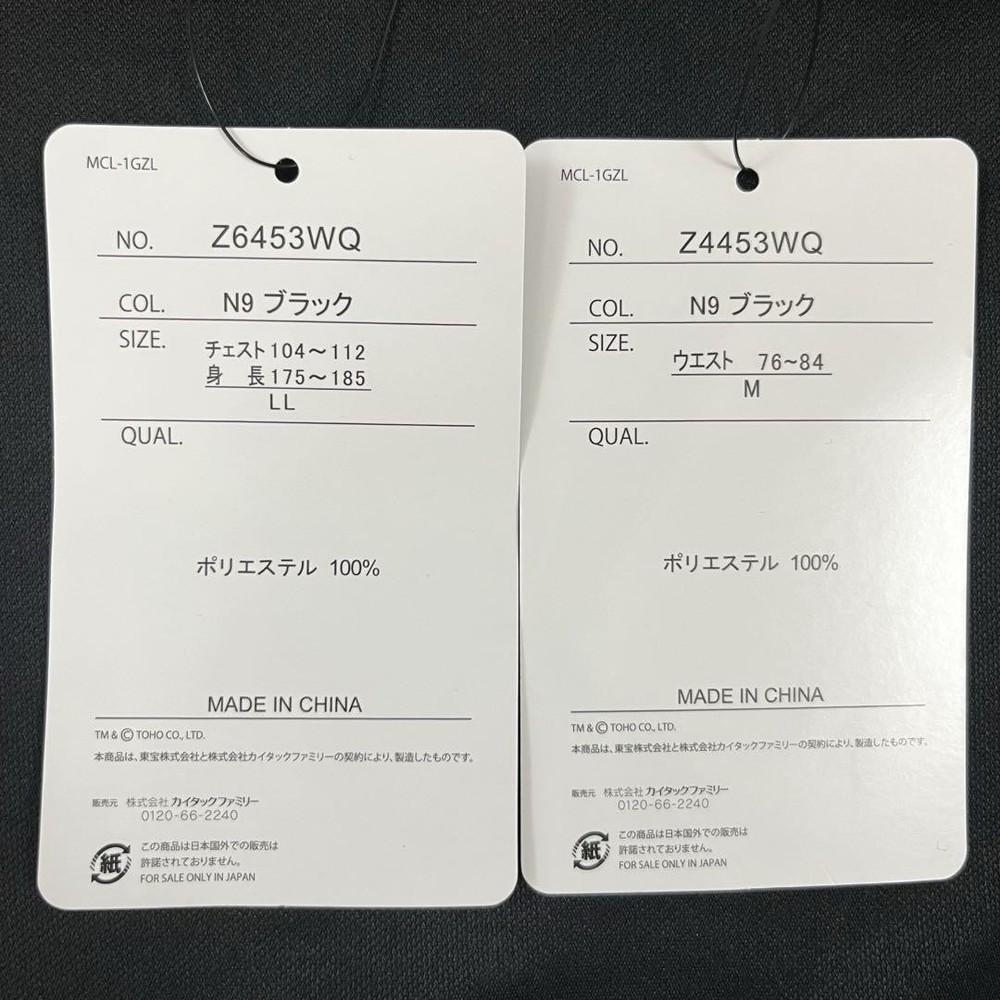 MCL-1GZL
NO. Z6453WQ
COL. N9 ブラック
SIZE.
チェスト104～112
身 長175～185
LL
QUAL.
ポリエステル 100%
MADE IN CHINA
TM & Ⓒ TOHO CO., LTD.
本商品は、東宝株式会社と株式会社カイタックファミリーの契約により、製造したものです。
販売元 株式会社 カイタックファミリー
0120-66-2240
紙
この商品は日本国外での販売は
許諾されておりません。
FOR SALE ONLY IN JAPAN
MCL-1GZL
NO. Z4453WQ
COL. N9 ブラック
SIZE.
ウエスト 76~84
M
QUAL.
ポリエステル 100%
MADE IN CHINA
TM & Ⓒ TOHO CO., LTD.
本商品は、東宝株式会社と株式会社カイタックファミリーの契約により、製造したものです。
販売元 株式会社 カイタックファミリー
0120-66-2240
紙
この商品は日本国外での販売は
許諾されておりません。
FOR SALE ONLY IN JAPAN